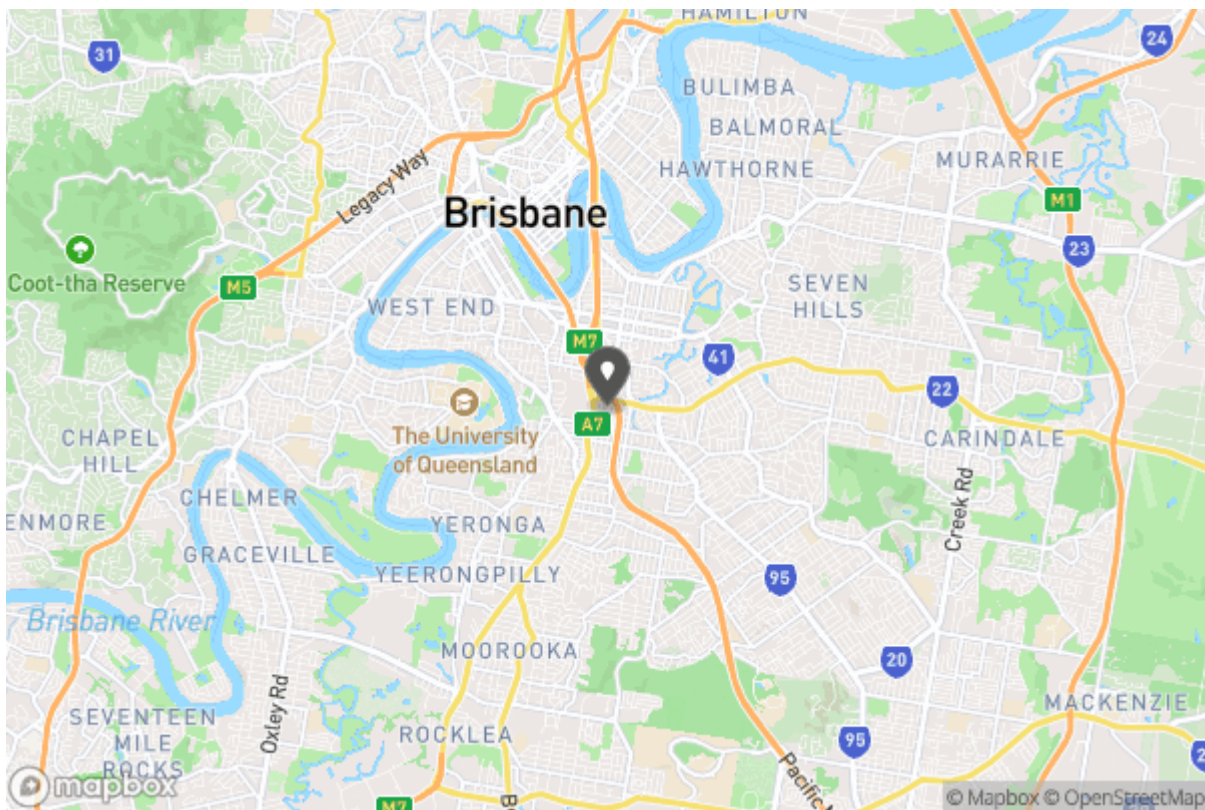 HAMILTON
31
24
BULIMBA
BALMORAL
MURARRIE
HAWTHORNE
Legacy Way
M1
Brisbane
23
Coot-tha Reserve
M5
SEVEN
HILLS
WEST END
M7
41
22
The University
of Queensland
A7
CHAPEL
HILL
CARINDALE
CHELMER
ENMORE
YERONGA
Creek Rd
GRACEVILLE
YEERONGPILLY
95
Brisbane River
MOOROOKA
20
Oxley Rd
MACKENZIE
SEVENTEEN
MILE
ROCKS
ROCKLEA
95
2
Pacific
mapbox
M7
B
© Mapbox © OpenStreetMap